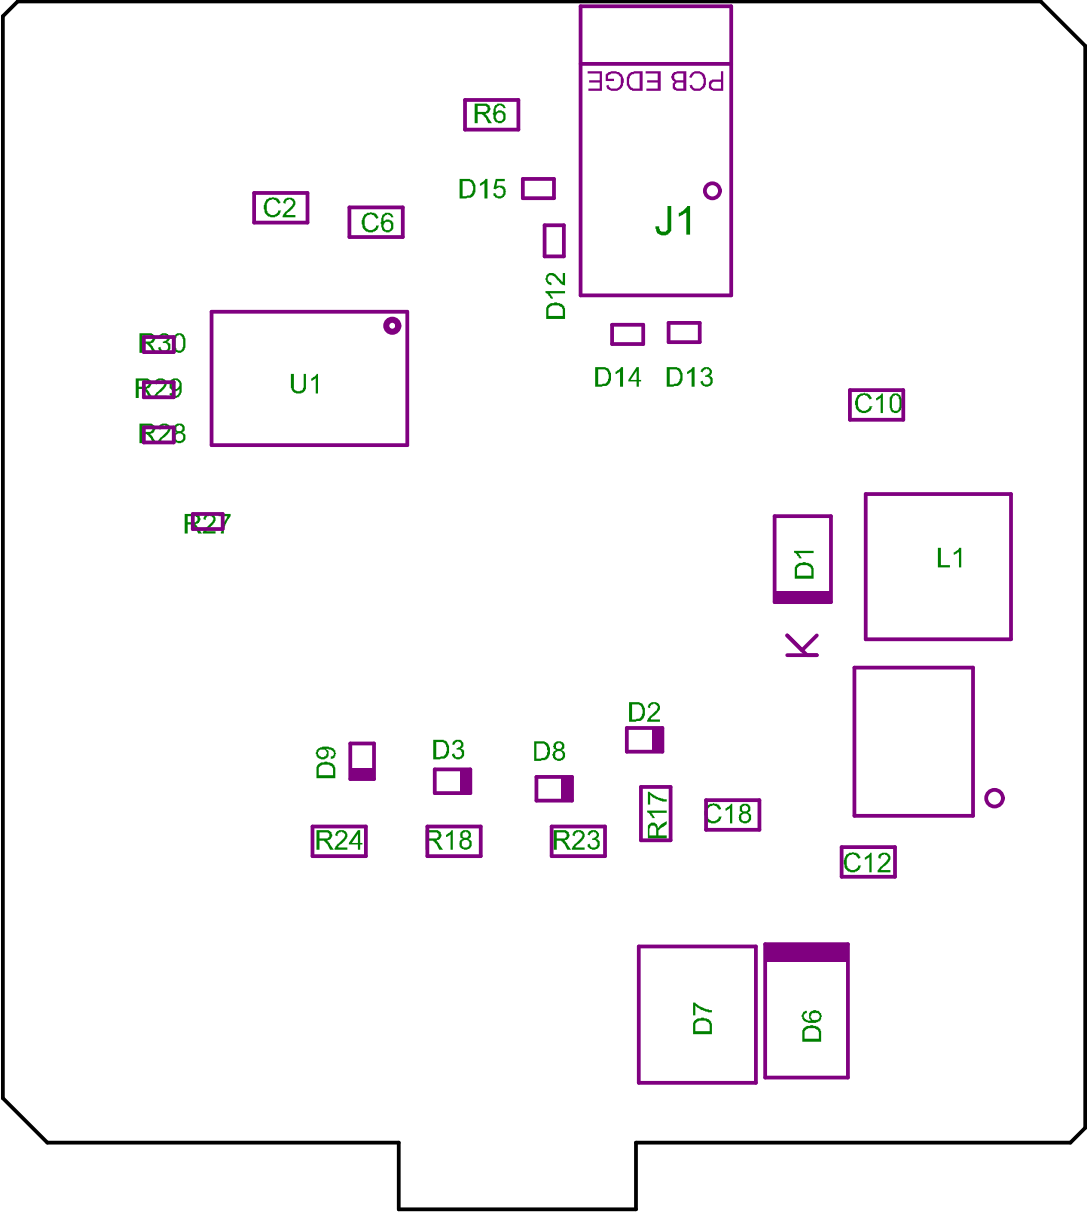 PCB EDGE
R6
D15
C2
C6
J1
D12
R30
U1
D14
D13
R29
C10
R28
R27
D1
L1
K
D2
D9
D3
D8
R17
C18
R24
R18
R23
C12
D7
D6